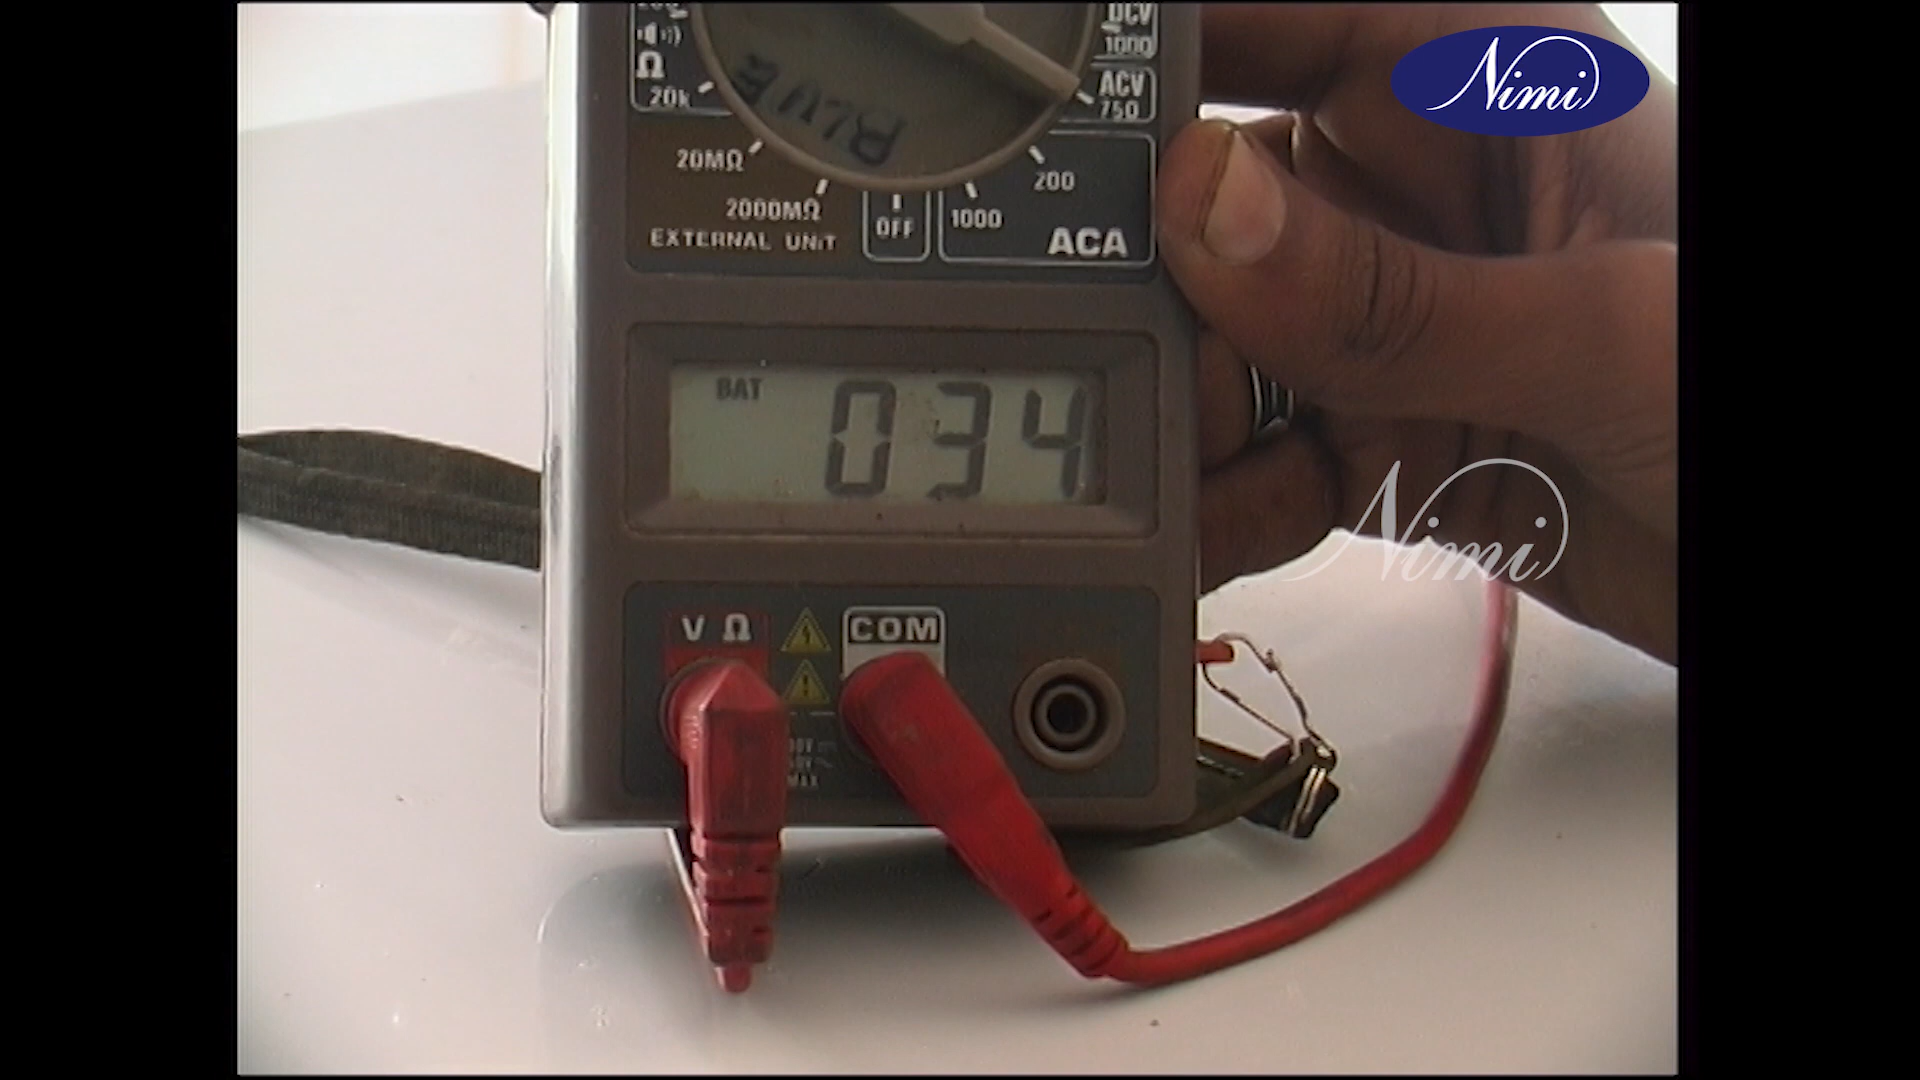 DCV
1000
Nimi
Ω
20k
BLUE
ACV
750
20MΩ
200
2000MΩ
OFF
1000
EXTERNAL UNIT
ACA
BAT
034
Nimi
V Ω
COM
MAX